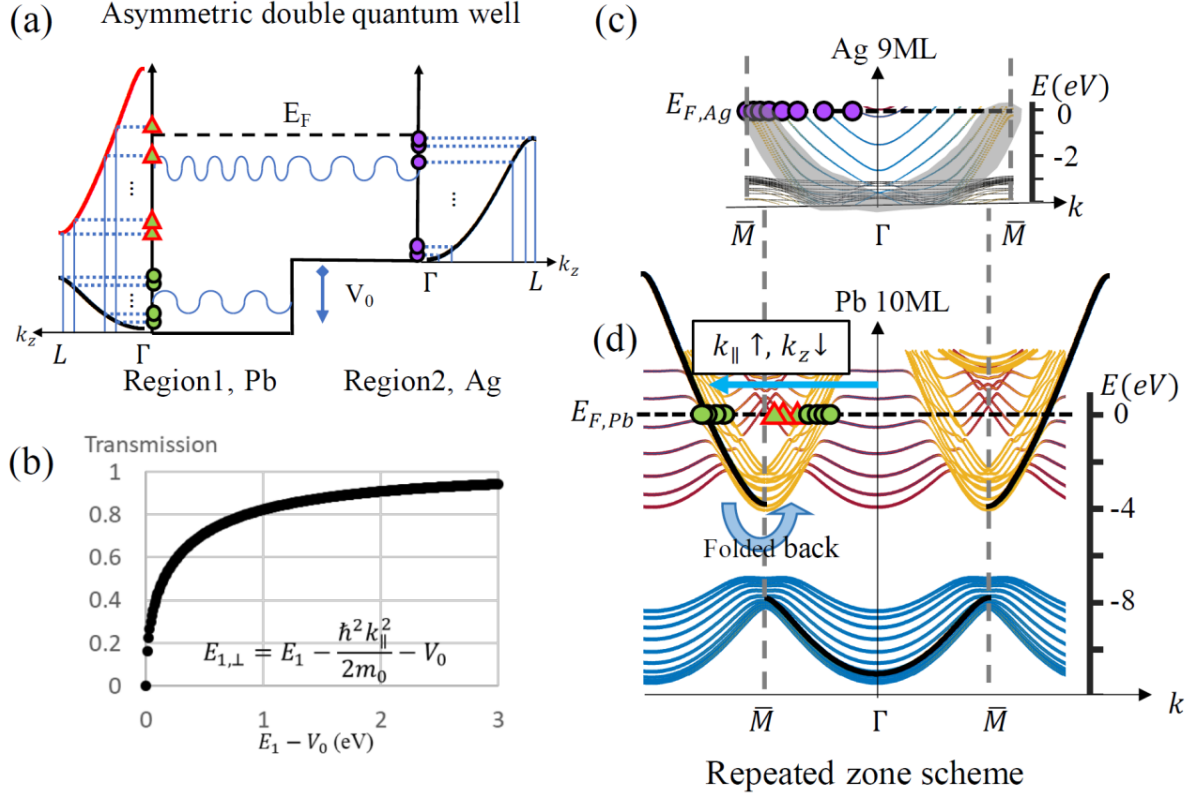 (a)
Asymmetric double quantum well
E_F
V_0
k_z
L
Γ
Γ
L
k_z
Region1, Pb
Region2, Ag
(b)
Transmission
1
0.8
0.6
0.4
0.2
0
E_{1,⊥} = E_1 − ℏ²k_∥²/2m_0 − V_0
0
1
2
3
E_1 − V_0 (eV)
(c)
Ag 9ML
E(eV)
E_{F,Ag}
0
-2
k
M̅
Γ
M̅
Pb 10ML
(d)
k_∥ ↑, k_z ↓
E(eV)
E_{F,Pb}
0
-4
Folded back
-8
k
M̅
Γ
M̅
Repeated zone scheme